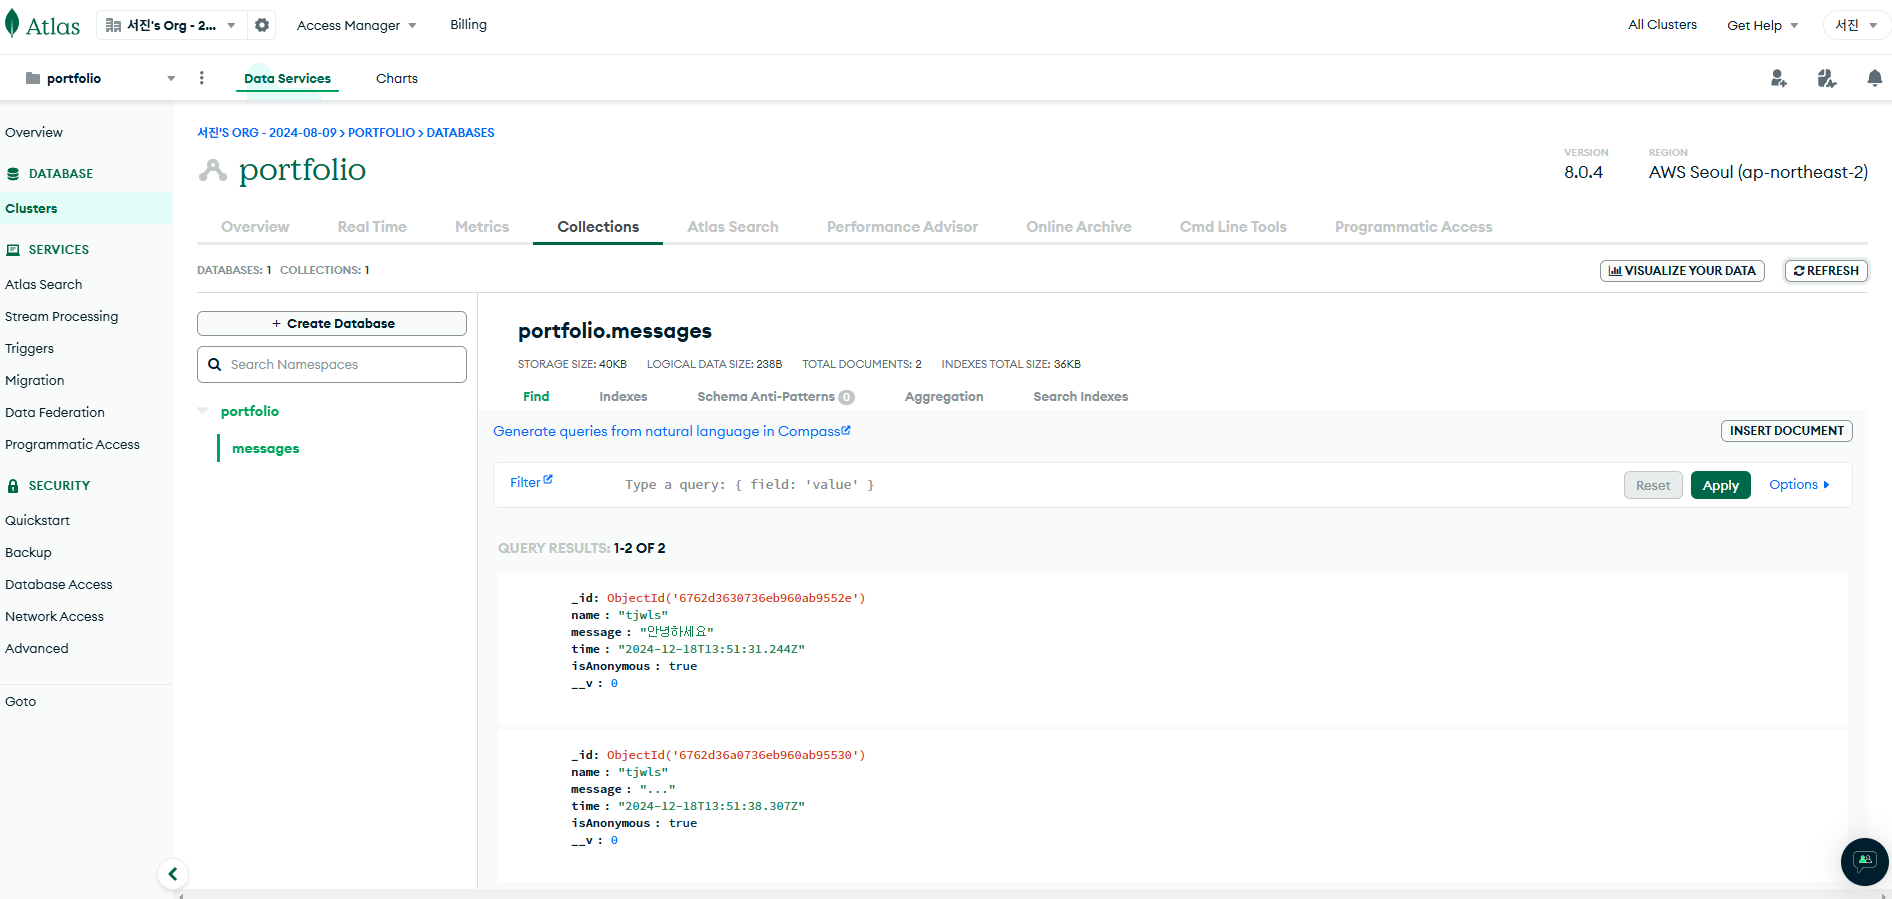 Atlas
서진's Org - 2...
Access Manager
Billing
All Clusters
Get Help
서진
portfolio
Data Services
Charts
Overview
DATABASE
Clusters
SERVICES
Atlas Search
Stream Processing
Triggers
Migration
Data Federation
Programmatic Access
SECURITY
Quickstart
Backup
Database Access
Network Access
Advanced
Goto
서진'S ORG - 2024-08-09 > PORTFOLIO > DATABASES
portfolio
VERSION
8.0.4
REGION
AWS Seoul (ap-northeast-2)
Overview
Real Time
Metrics
Collections
Atlas Search
Performance Advisor
Online Archive
Cmd Line Tools
Programmatic Access
DATABASES: 1 COLLECTIONS: 1
VISUALIZE YOUR DATA
REFRESH
+ Create Database
Search Namespaces
portfolio
messages
portfolio.messages
STORAGE SIZE: 40KB LOGICAL DATA SIZE: 238B TOTAL DOCUMENTS: 2 INDEXES TOTAL SIZE: 36KB
Find
Indexes
Schema Anti-Patterns 0
Aggregation
Search Indexes
Generate queries from natural language in Compass
INSERT DOCUMENT
Filter
Type a query: { field: 'value' }
Reset
Apply
Options
QUERY RESULTS: 1-2 OF 2
_id: ObjectId('6762d3630736eb960ab9552e')
name : "tjwls"
message : "안녕하세요"
time : "2024-12-18T13:51:31.244Z"
isAnonymous : true
__v : 0
_id: ObjectId('6762d36a0736eb960ab95530')
name : "tjwls"
message : "..."
time : "2024-12-18T13:51:38.307Z"
isAnonymous : true
__v : 0